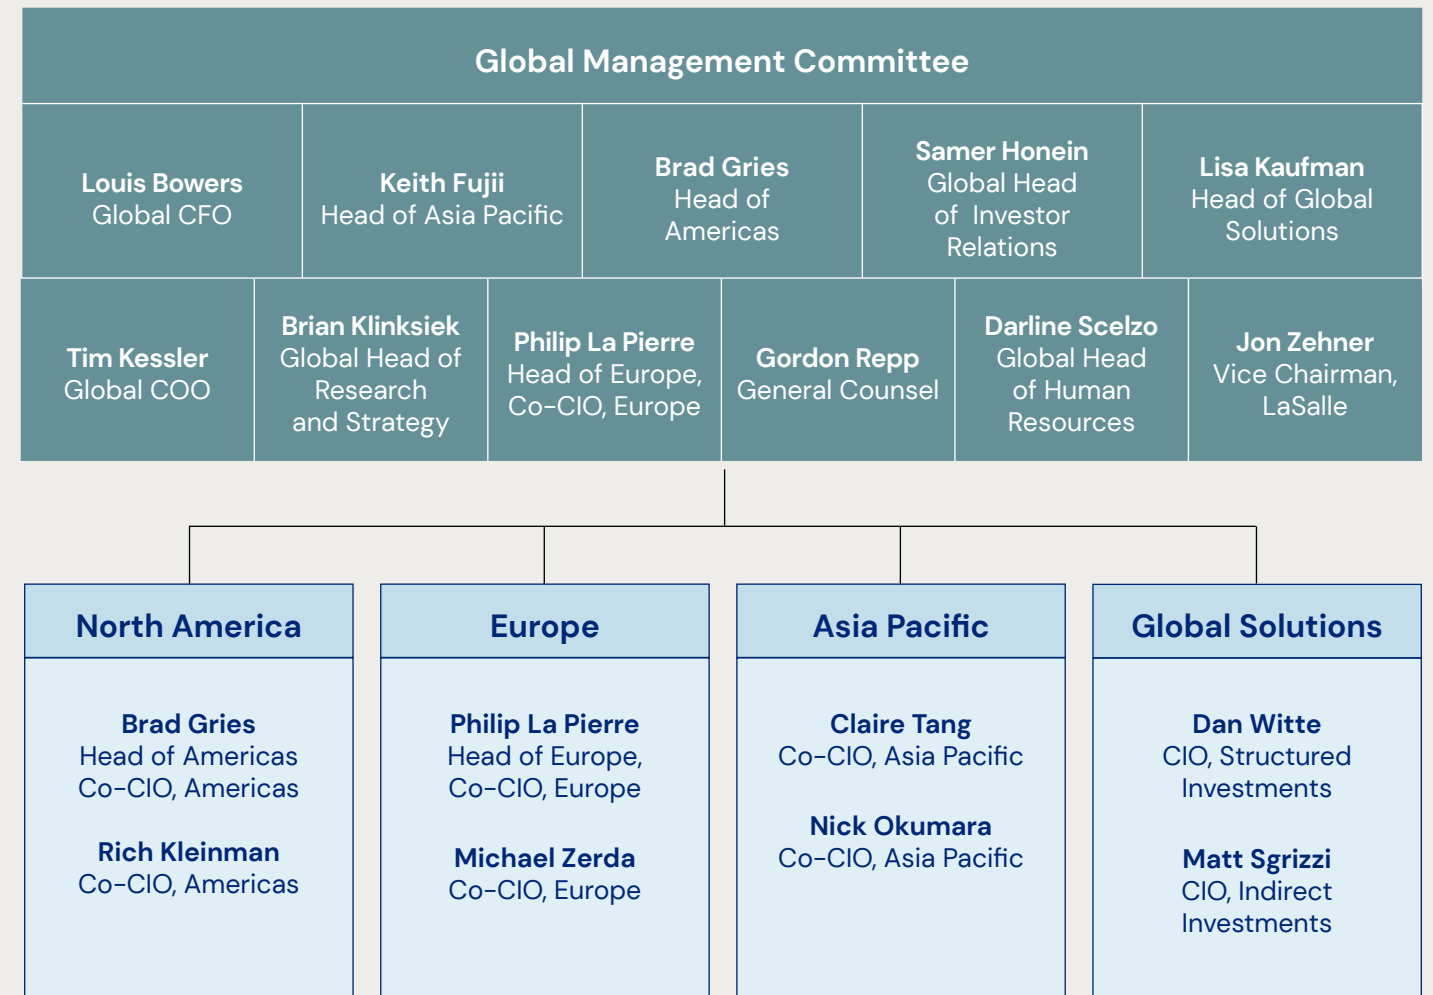 Global Management Committee
Louis Bowers
Global CFO
Keith Fujii
Head of Asia Pacific
Brad Gries
Head of
Americas
Samer Honein
Global Head
of Investor
Relations
Lisa Kaufman
Head of Global
Solutions
Tim Kessler
Global COO
Brian Klinksiek
Global Head of
Research
and Strategy
Philip La Pierre
Head of Europe,
Co-CIO, Europe
Gordon Repp
General Counsel
Darline Scelzo
Global Head
of Human
Resources
Jon Zehner
Vice Chairman,
LaSalle
North America
Brad Gries
Head of Americas
Co-CIO, Americas
Rich Kleinman
Co-CIO, Americas
Europe
Philip La Pierre
Head of Europe,
Co-CIO, Europe
Michael Zerda
Co-CIO, Europe
Asia Pacific
Claire Tang
Co-CIO, Asia Pacific
Nick Okumara
Co-CIO, Asia Pacific
Global Solutions
Dan Witte
CIO, Structured
Investments
Matt Sgrizzi
CIO, Indirect
Investments